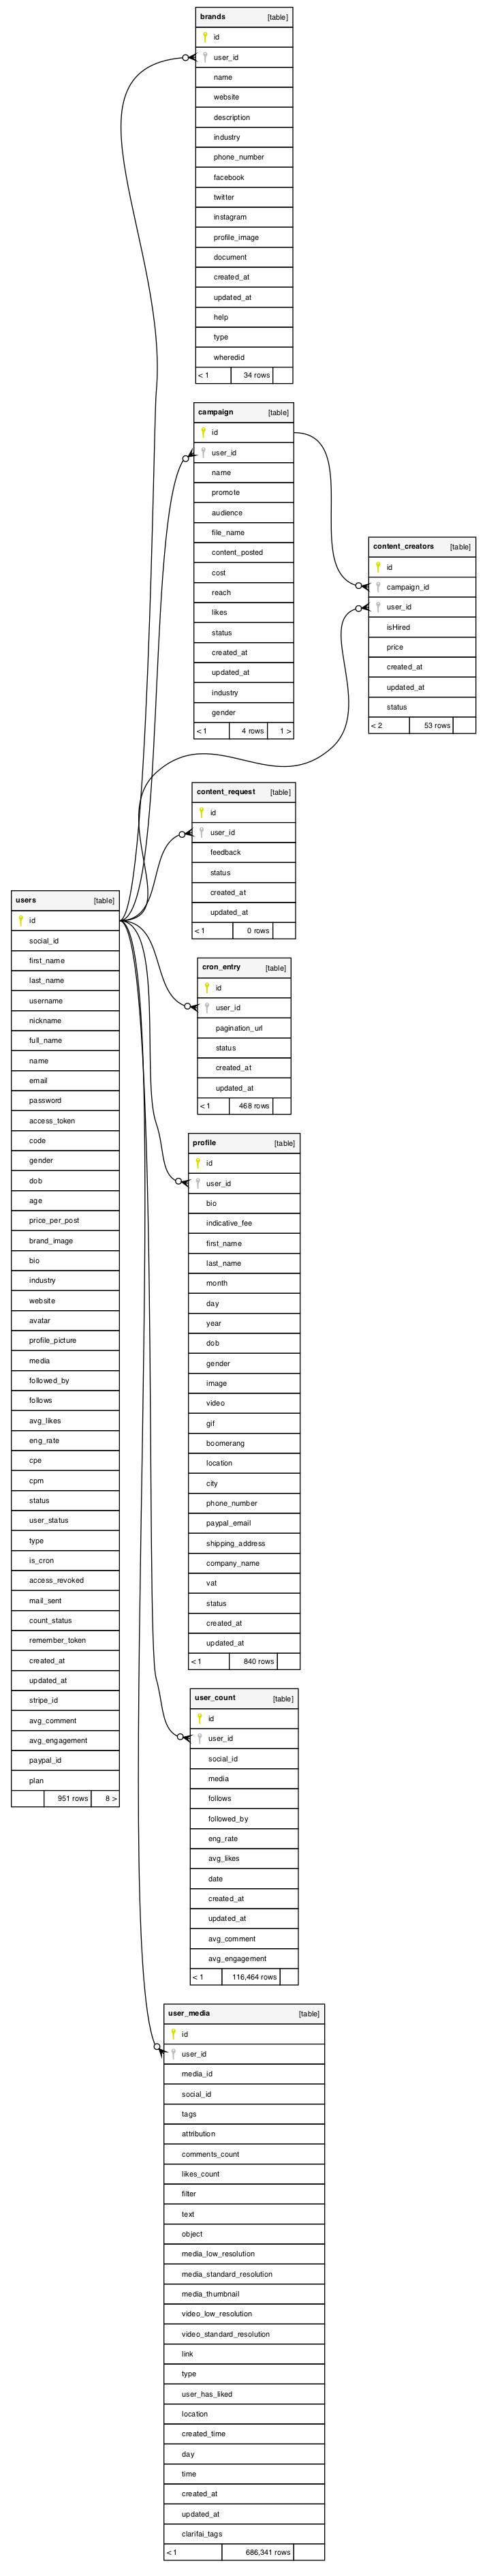 brands [table]
id
user_id
name
website
description
industry
phone_number
facebook
twitter
instagram
profile_image
document
created_at
updated_at
help
type
wheredid
< 1 34 rows
campaign [table]
id
user_id
name
promote
audience
file_name
content_posted
cost
reach
likes
status
created_at
updated_at
industry
gender
< 1 4 rows 1 >
content_creators [table]
id
campaign_id
user_id
isHired
price
created_at
updated_at
status
< 2 53 rows
content_request [table]
id
user_id
feedback
status
created_at
updated_at
< 1 0 rows
users [table]
id
social_id
first_name
last_name
username
nickname
full_name
name
email
password
access_token
code
gender
dob
age
price_per_post
brand_image
bio
industry
website
avatar
profile_picture
media
followed_by
follows
avg_likes
eng_rate
cpe
cpm
status
user_status
type
is_cron
access_revoked
mail_sent
count_status
remember_token
created_at
updated_at
stripe_id
avg_comment
avg_engagement
paypal_id
plan
951 rows 8 >
cron_entry [table]
id
user_id
pagination_url
status
created_at
updated_at
< 1 468 rows
profile [table]
id
user_id
bio
indicative_fee
first_name
last_name
month
day
year
dob
gender
image
video
gif
boomerang
location
city
phone_number
paypal_email
shipping_address
company_name
vat
status
created_at
updated_at
< 1 840 rows
user_count [table]
id
user_id
social_id
media
follows
followed_by
eng_rate
avg_likes
date
created_at
updated_at
avg_comment
avg_engagement
< 1 116,464 rows
user_media [table]
id
user_id
media_id
social_id
tags
attribution
comments_count
likes_count
filter
text
object
media_low_resolution
media_standard_resolution
media_thumbnail
video_low_resolution
video_standard_resolution
link
type
user_has_liked
location
created_time
day
time
created_at
updated_at
clarifai_tags
< 1 686,341 rows